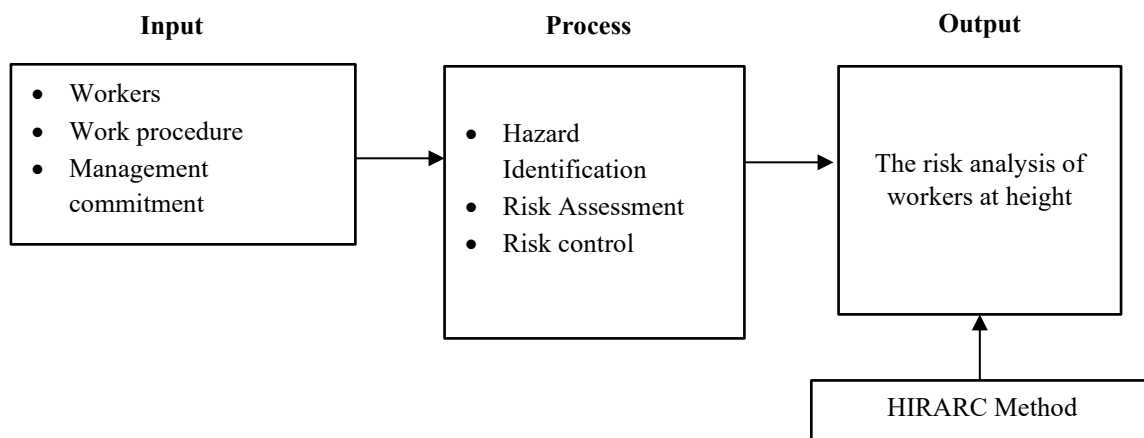 Input
Process
Output
• Workers
• Work procedure
• Management
commitment
• Hazard
Identification
• Risk Assessment
• Risk control
The risk analysis of
workers at height
HIRARC Method